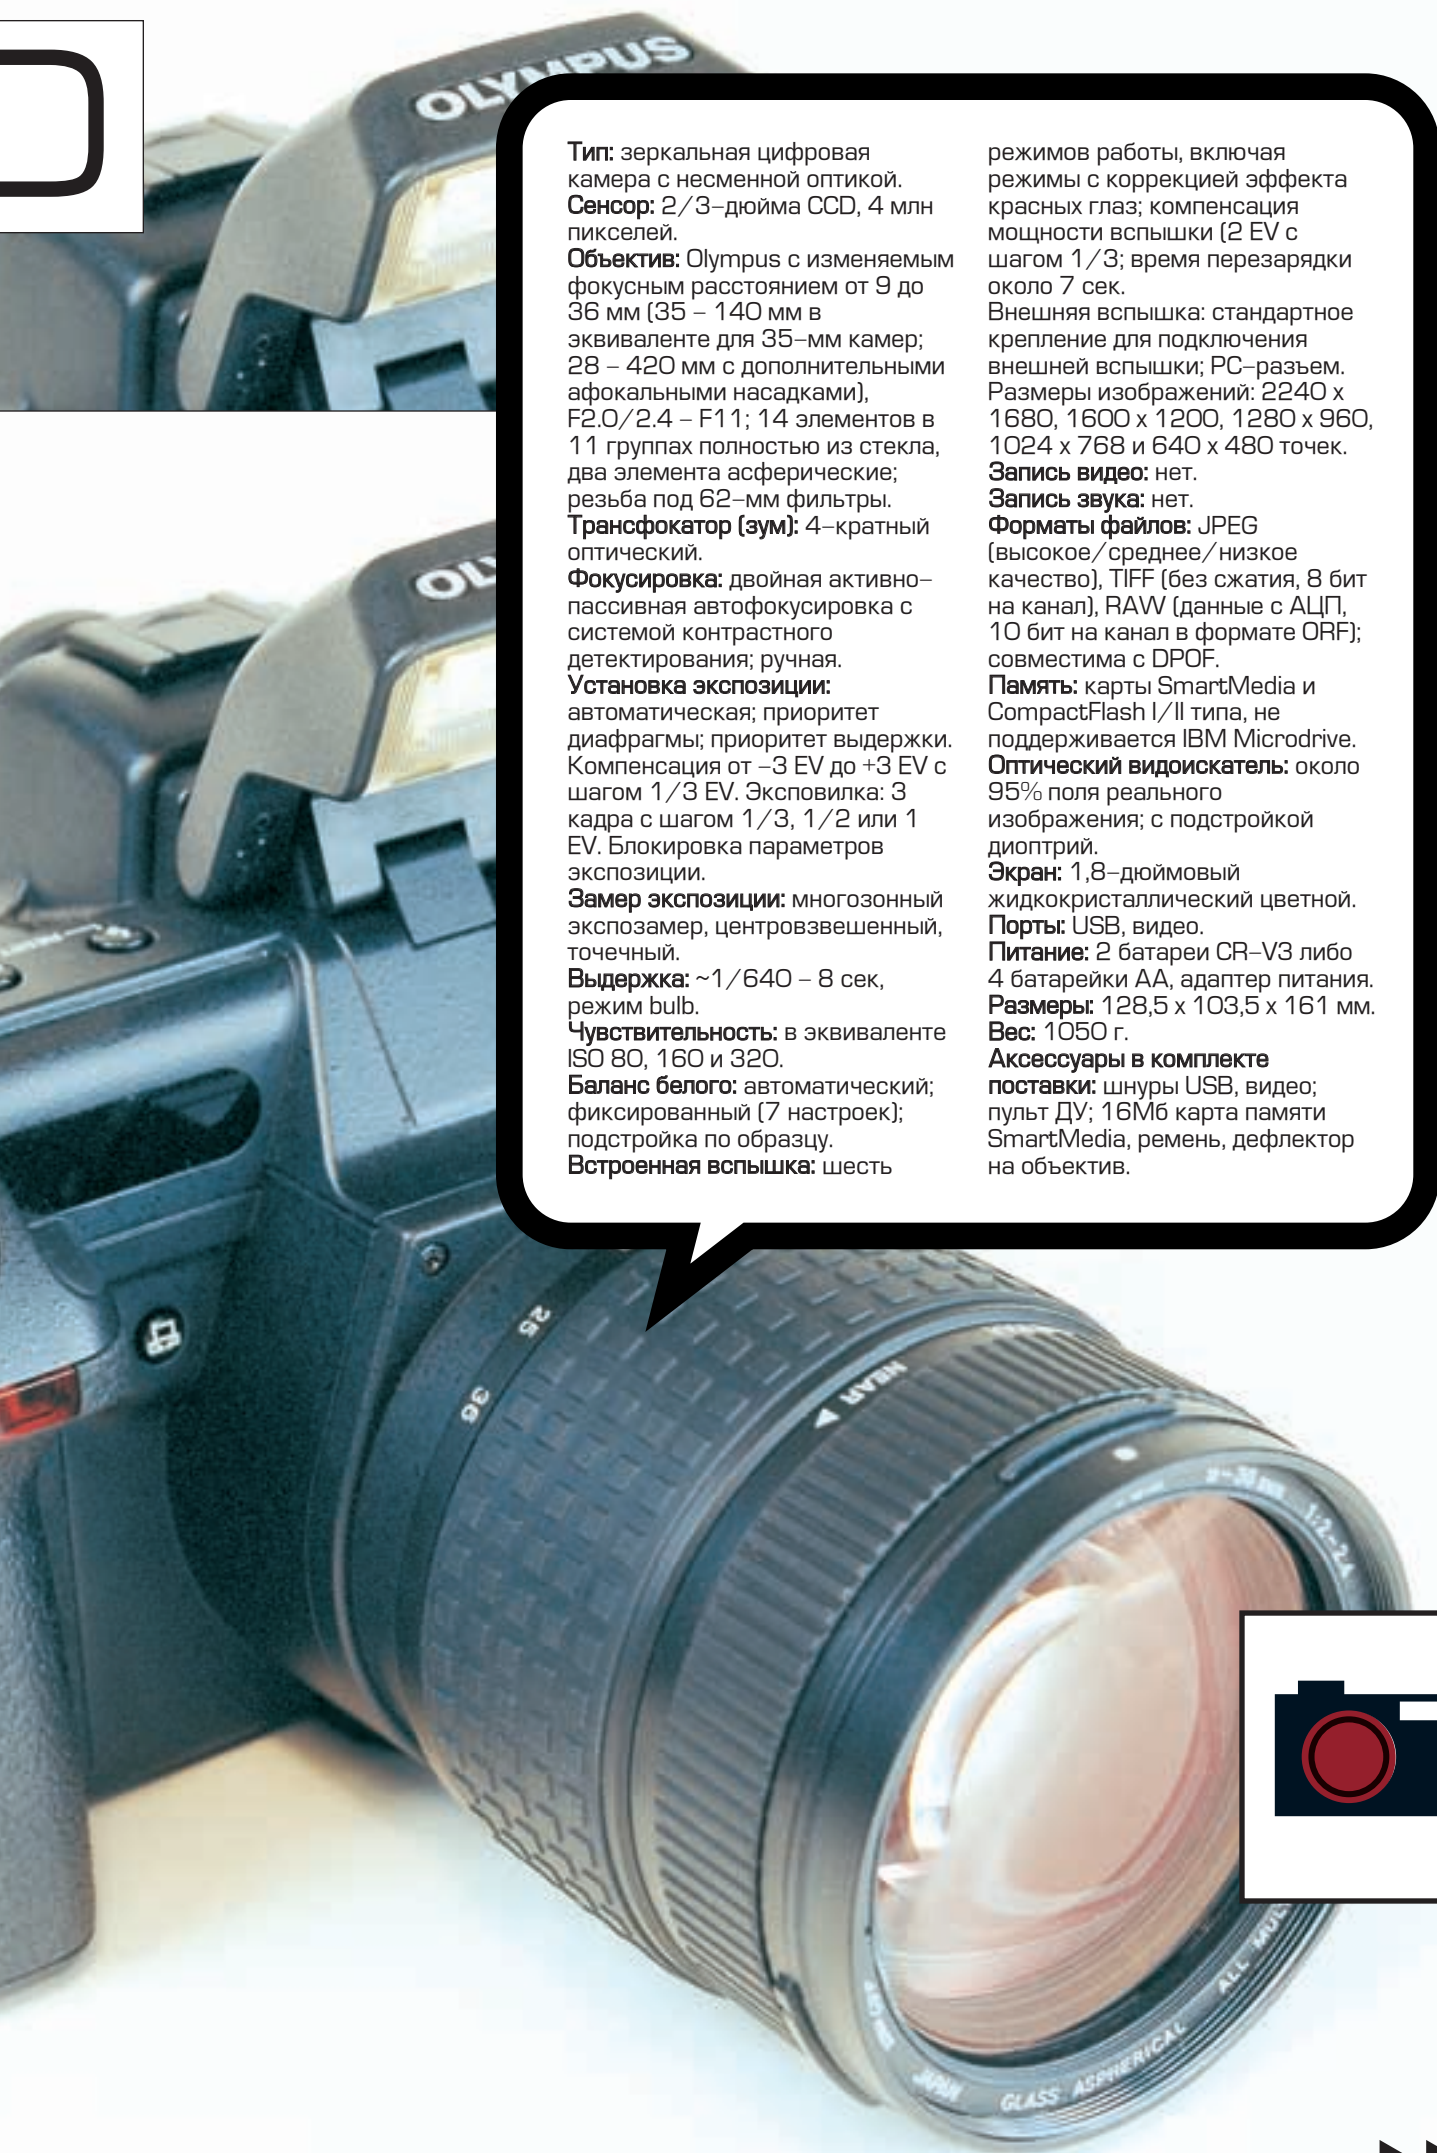 OLYMPUS
Тип: зеркальная цифровая
камера с несменной оптикой.
Сенсор: 2/3-дюйма CCD, 4 млн
пикселей.
Объектив: Olympus с изменяемым
фокусным расстоянием от 9 до
36 мм (35 – 140 мм в
эквиваленте для 35-мм камер;
28 – 420 мм с дополнительными
афокальными насадками),
F2.0/2.4 – F11; 14 элементов в
11 группах полностью из стекла,
два элемента асферические;
резьба под 62-мм фильтры.
Трансфокатор (зум): 4-кратный
оптический.
Фокусировка: двойная активно-
пассивная автофокусировка с
системой контрастного
детектирования; ручная.
Установка экспозиции:
автоматическая; приоритет
диафрагмы; приоритет выдержки.
Компенсация от –3 EV до +3 EV с
шагом 1/3 EV. Эксповилка: 3
кадра с шагом 1/3, 1/2 или 1
EV. Блокировка параметров
экспозиции.
Замер экспозиции: многозонный
экспозамер, центровзвешенный,
точечный.
Выдержка: ~1/640 – 8 сек,
режим bulb.
Чувствительность: в эквиваленте
ISO 80, 160 и 320.
Баланс белого: автоматический;
фиксированный (7 настроек);
подстройка по образцу.
Встроенная вспышка: шесть
режимов работы, включая
режимы с коррекцией эффекта
красных глаз; компенсация
мощности вспышки (2 EV с
шагом 1/3; время перезарядки
около 7 сек.
Внешняя вспышка: стандартное
крепление для подключения
внешней вспышки; PC-разъем.
Размеры изображений: 2240 x
1680, 1600 x 1200, 1280 x 960,
1024 x 768 и 640 x 480 точек.
Запись видео: нет.
Запись звука: нет.
Форматы файлов: JPEG
(высокое/среднее/низкое
качество), TIFF (без сжатия, 8 бит
на канал), RAW (данные с АЦП,
10 бит на канал в формате ORF);
совместима с DPOF.
Память: карты SmartMedia и
CompactFlash I/II типа, не
поддерживается IBM Microdrive.
Оптический видоискатель: около
95% поля реального
изображения; с подстройкой
диоптрий.
Экран: 1,8-дюймовый
жидкокристаллический цветной.
Порты: USB, видео.
Питание: 2 батареи CR-V3 либо
4 батарейки АА, адаптер питания.
Размеры: 128,5 x 103,5 x 161 мм.
Вес: 1050 г.
Аксессуары в комплекте
поставки: шнуры USB, видео;
пульт ДУ; 16Мб карта памяти
SmartMedia, ремень, дефлектор
на объектив.
OL
25
36
NEAR
1:2-2.4
JAPAN
GLASS ASPHERICAL
ALL